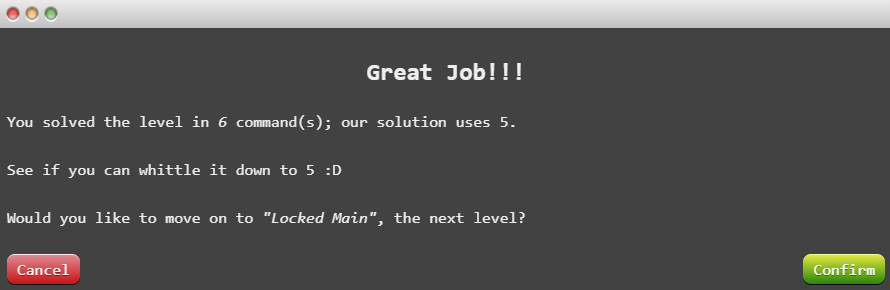 Great Job!!!
You solved the level in 6 command(s); our solution uses 5.
See if you can whittle it down to 5 :D
Would you like to move on to "Locked Main", the next level?
Cancel
Confirm